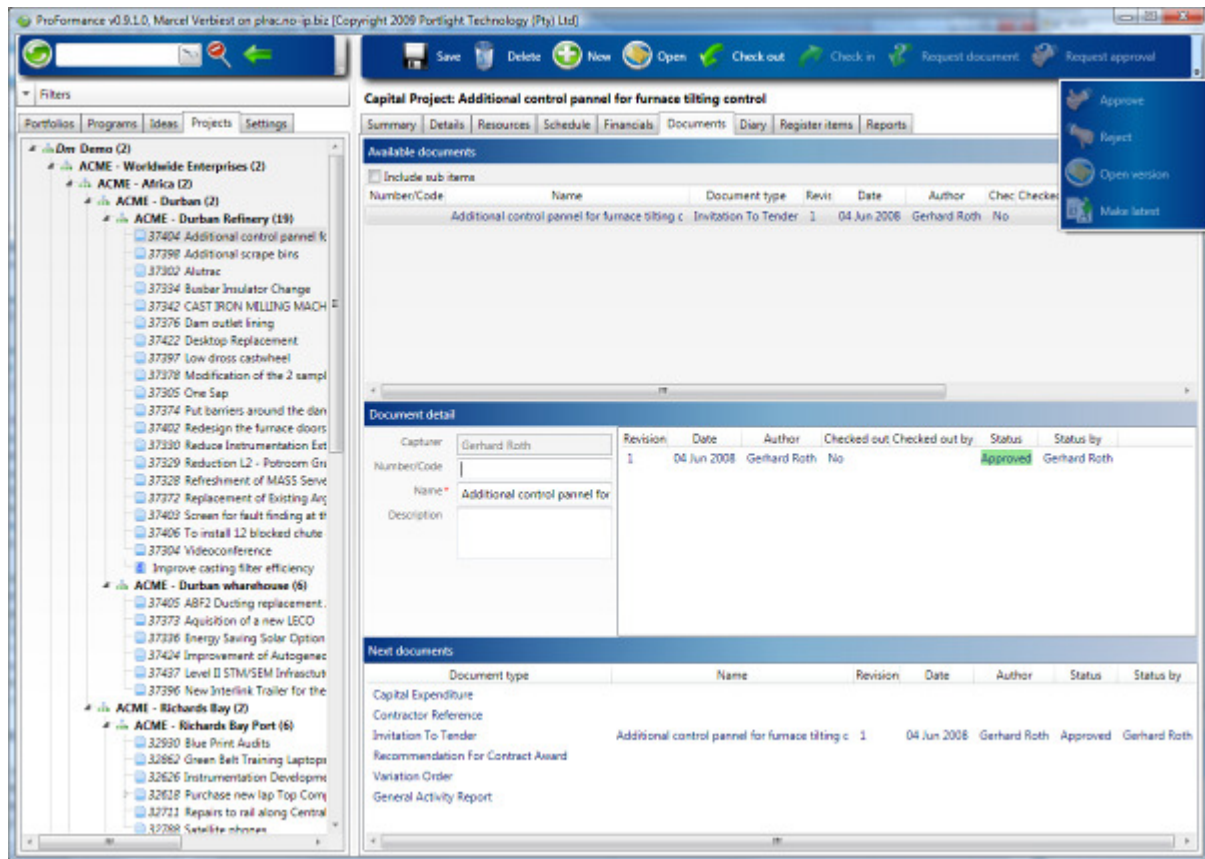 ProFormance v0.9.1.0, Marcel Verbiest on plrac.no-ip.biz [Copyright 2009 Portlight Technology (Pty) Ltd]
Save Delete New Open Check out Check in Request document Request approval
Approve
Reject
Open version
Make latest
Filters
Portfolios Programs Ideas Projects Settings
Dm Demo (2)
ACME - Worldwide Enterprises (2)
ACME - Africa (2)
ACME - Durban (2)
ACME - Durban Refinery (19)
37404 Additional control pannel fo
37398 Additional scrape bins
37302 Alutrac
37334 Busbar Insulator Change
37342 CAST IRON MILLING MACH
37376 Dam outlet lining
37422 Desktop Replacement
37397 Low dross castwheel
37378 Modification of the 2 sampl
37305 One Sap
37374 Put barriers around the dan
37402 Redesign the furnace doors
37330 Reduce Instrumentation Ext
37329 Reduction L2 - Potroom Gru
37328 Refreshment of MASS Serve
37372 Replacement of Existing Arg
37403 Screen for fault finding at th
37406 To install 12 blocked chute
37304 Videoconference
Improve casting filter efficiency
ACME - Durban wharehouse (6)
37405 ABF2 Ducting replacement
37373 Aquisition of a new LECO
37336 Energy Saving Solar Option
37424 Improvement of Autogenec
37437 Level II STM/SEM Infrasctut
37396 New Interlink Trailer for the
ACME - Richards Bay (2)
ACME - Richards Bay Port (6)
32930 Blue Print Audits
32862 Green Belt Training Laptops
32626 Instrumentation Developme
32618 Purchase new lap Top Comp
32711 Repairs to rail along Central
32788 Satellite phones
Capital Project: Additional control pannel for furnace tilting control
Summary Details Resources Schedule Financials Documents Diary Register items Reports
Available documents
Include sub items
Number/Code Name Document type Revis Date Author Chec Checked
Additional control pannel for furnace tilting c Invitation To Tender 1 04 Jun 2008 Gerhard Roth No
Document detail
Capturer Gerhard Roth
Number/Code
Name* Additional control pannel for
Description
Revision Date Author Checked out Checked out by Status Status by
1 04 Jun 2008 Gerhard Roth No Approved Gerhard Roth
Next documents
Document type Name Revision Date Author Status Status by
Capital Expenditure
Contractor Reference
Invitation To Tender Additional control pannel for furnace tilting c 1 04 Jun 2008 Gerhard Roth Approved Gerhard Roth
Recommendation For Contract Award
Variation Order
General Activity Report